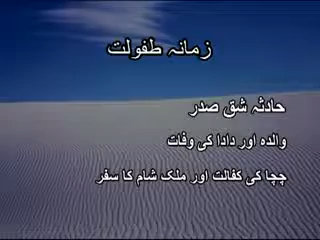 زمانہ طفولت
حادثہ شق صدر
والدہ اور دادا کی وفات
چچا کی کفالت اور ملک شام کا سفر